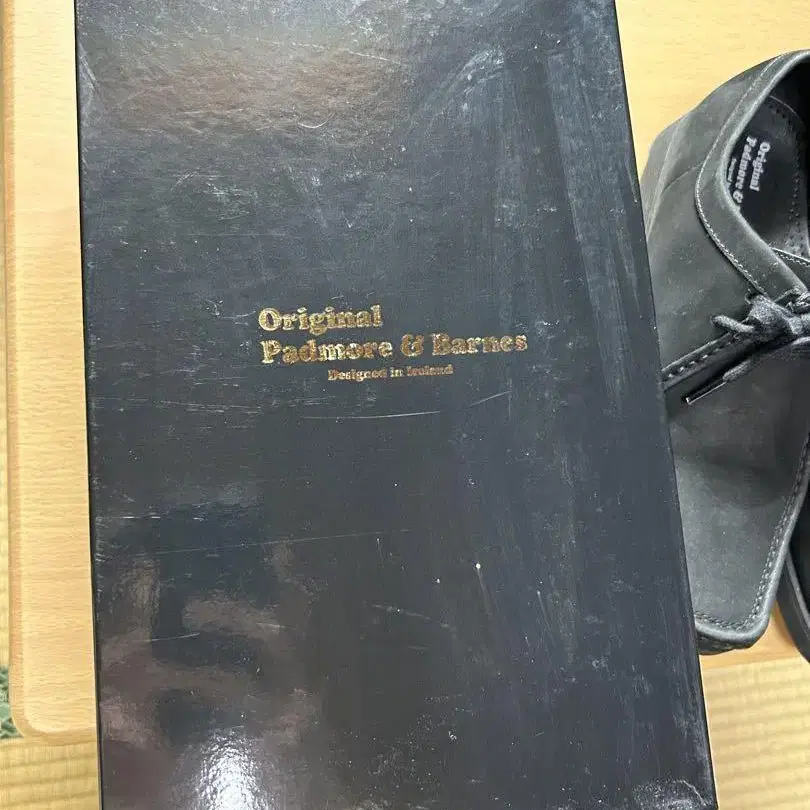 Original
Padmore & Barnes
Designed in Ireland
Original
Padmore &